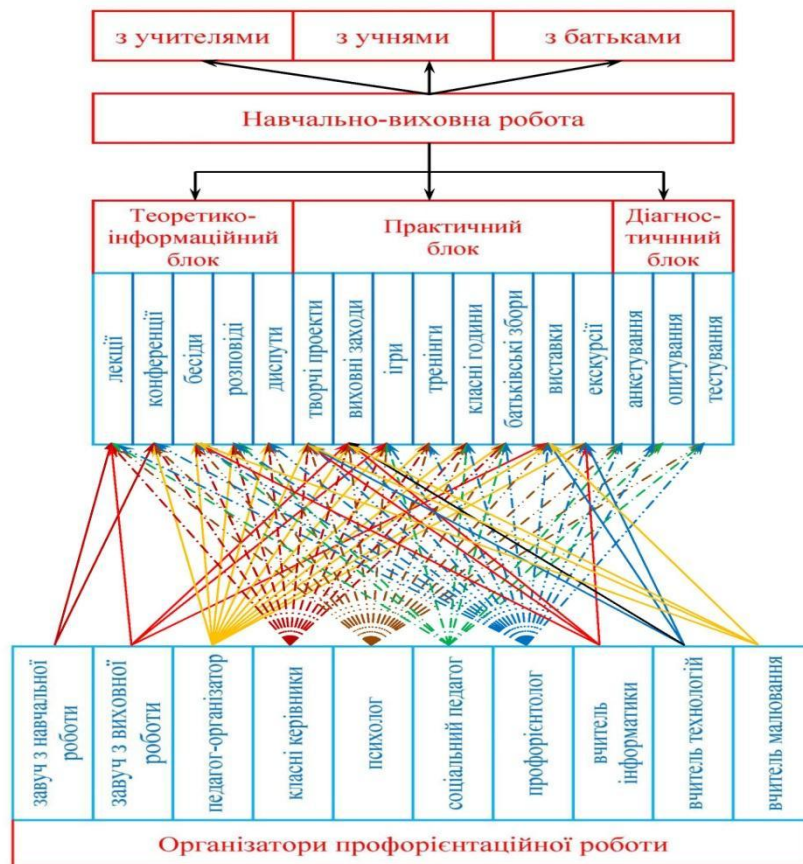 з учителями
з учнями
з батьками
Навчально-виховна робота
Теоретико-
інформаційний
блок
Практичний
блок
Діагнос-
тичнний
блок
лекції
конференції
бесіди
розповіді
диспути
творчі проекти
виховні заходи
ігри
тренінги
класні години
батьківські збори
виставки
екскурсії
анкетування
опитування
тестування
завуч з навчальної
роботи
завуч з виховної
роботи
педагог-організатор
класні керівники
психолог
соціальний педагог
профорієнтолог
вчитель
інформатики
вчитель технологій
вчитель малювання
Організатори профорієнтаційної роботи